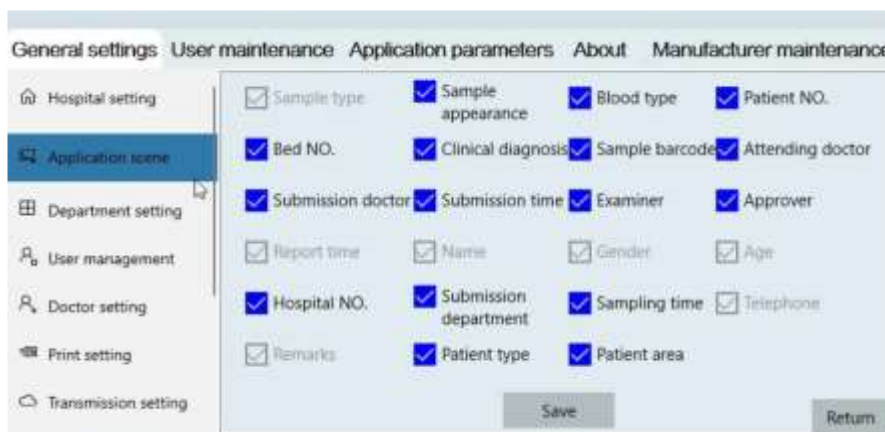 General settings User maintenance Application parameters About Manufacturer maintenance
Hospital setting
Application scene
Department setting
User management
Doctor setting
Print setting
Transmission setting
Sample type
Sample
appearance
Blood type
Patient NO.
Bed NO.
Clinical diagnosis
Sample barcode
Attending doctor
Submission doctor
Submission time
Examiner
Approver
Report time
Name
Gender
Age
Hospital NO.
Submission
department
Sampling time
Telephone
Remarks
Patient type
Patient area
Save
Return